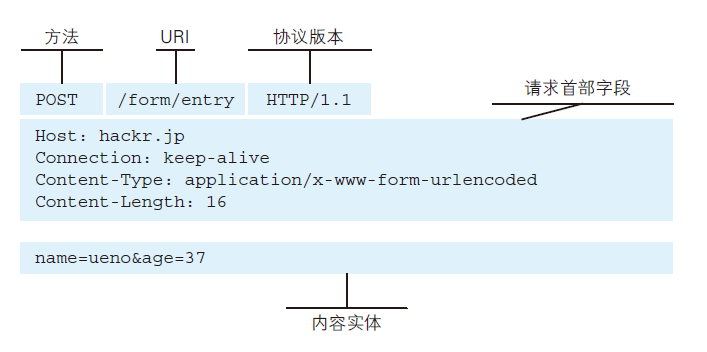 方法 URI 协议版本
请求首部字段
POST /form/entry HTTP/1.1
Host: hackr.jp
Connection: keep-alive
Content-Type: application/x-www-form-urlencoded
Content-Length: 16
name=ueno&age=37
内容实体